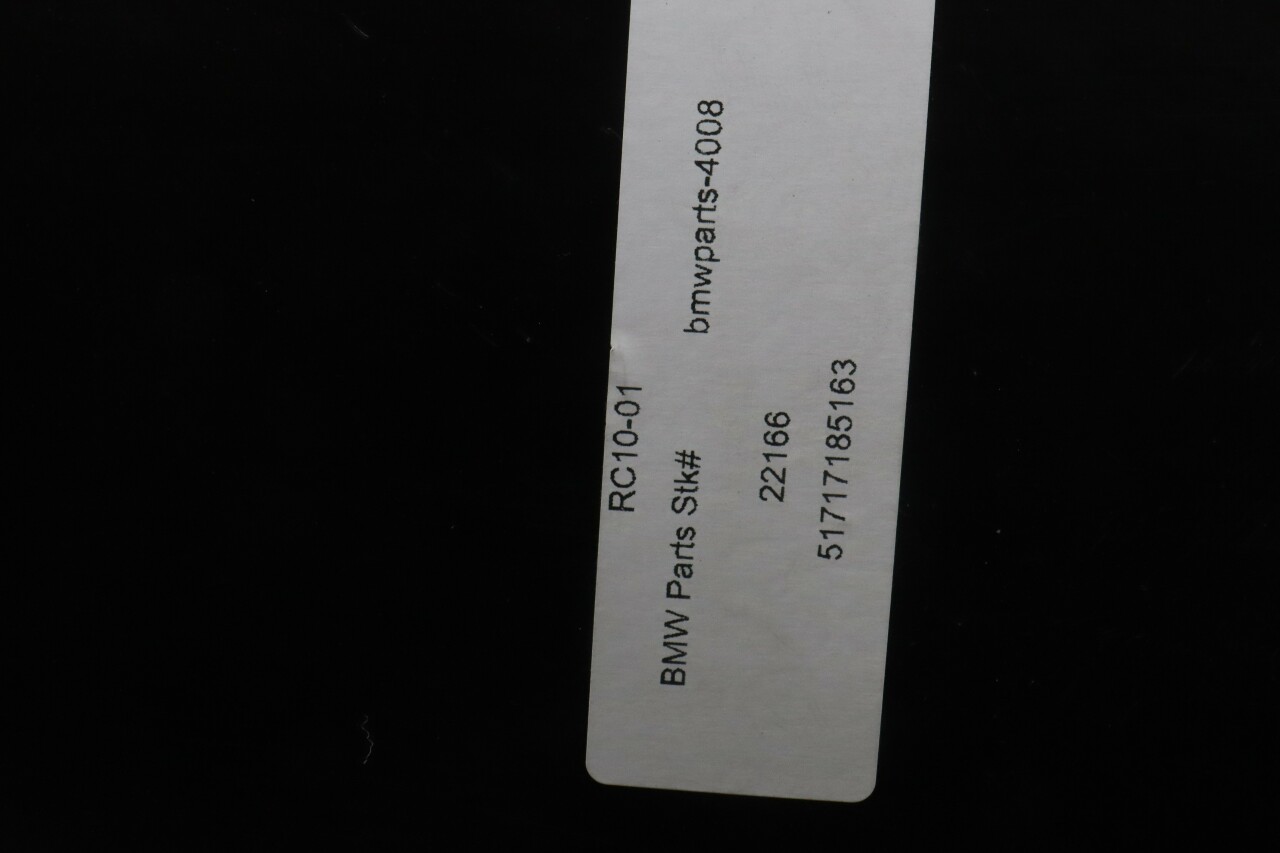 RC10-01
BMW Parts Stk# bmwparts-4008
22166
51717185163